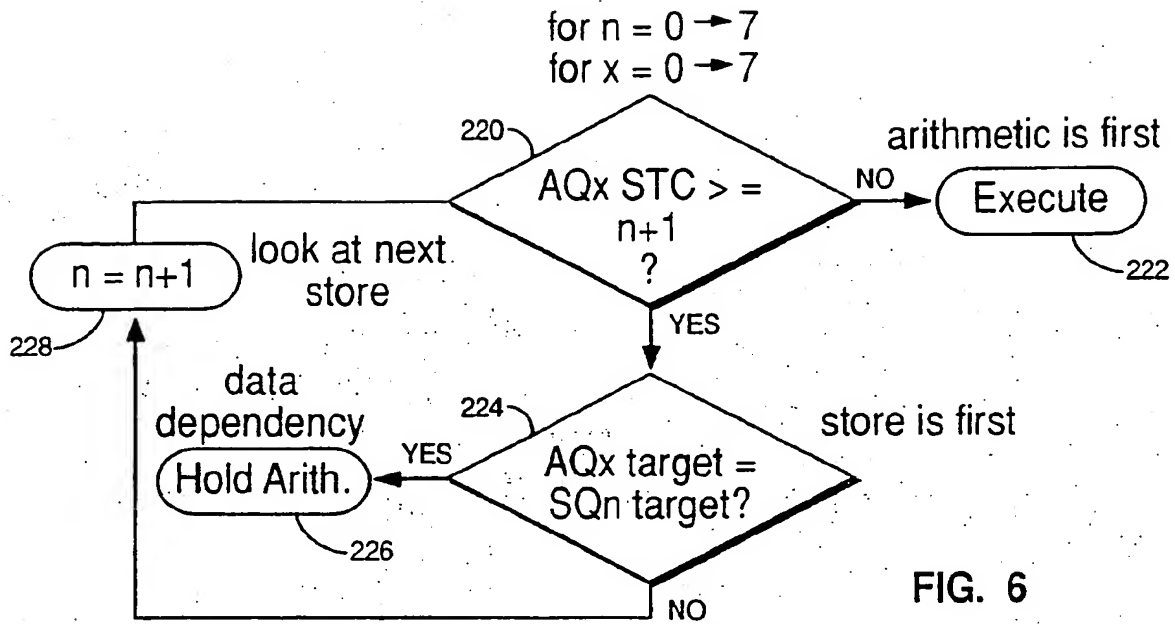 for n = 0 → 7
for x = 0 → 7
220
AQx STC > =
n+1
?
NO
arithmetic is first
Execute
222
look at next
store
n = n+1
228
YES
224
AQx target =
SQn target?
store is first
data
dependency
YES
Hold Arith.
226
NO
FIG. 6